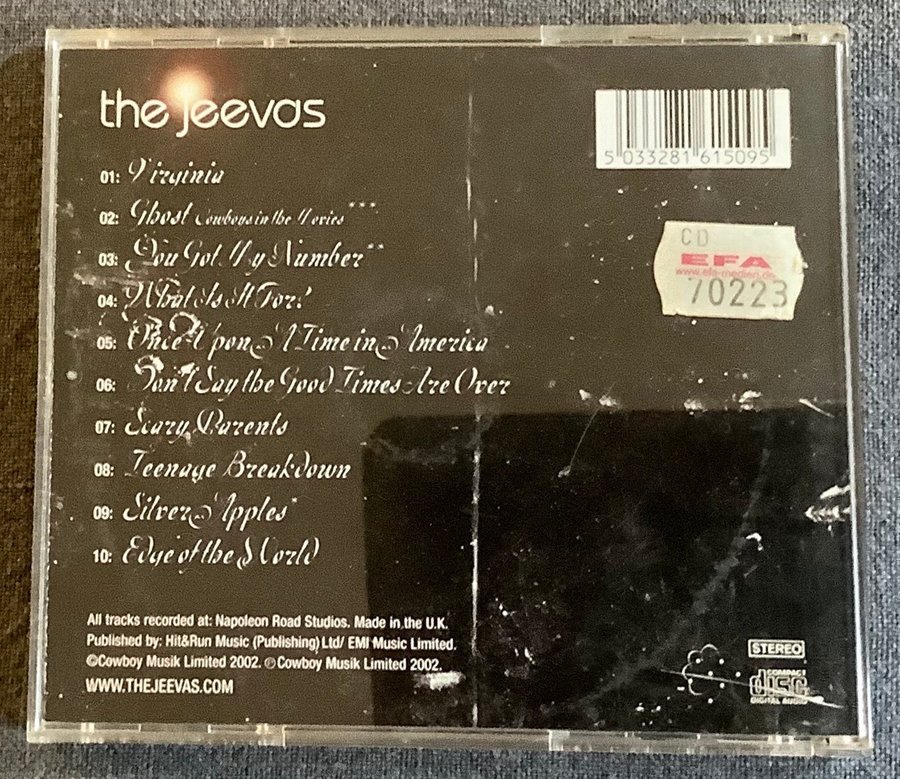 the jeevas
01: Virginia
02: Ghost Cowboys in the Movies***
03: You Got My Number**
04: What Is It For?
05: Once Upon A Time in America
06: Don't Say the Good Times Are Over
07: Scary Parents
08: Teenage Breakdown
09: Silver Apples*
10: Edge of the World
All tracks recorded at: Napoleon Road Studios. Made in the U.K.
Published by: Hit&Run Music (Publishing) Ltd/ EMI Music Limited.
©Cowboy Musik Limited 2002. ℗Cowboy Musik Limited 2002.
WWW.THEJEEVAS.COM
5 033281 615095
CD
EFA
www.efa-medien.de
70223
STEREO
COMPACT
disc
DIGITAL AUDIO